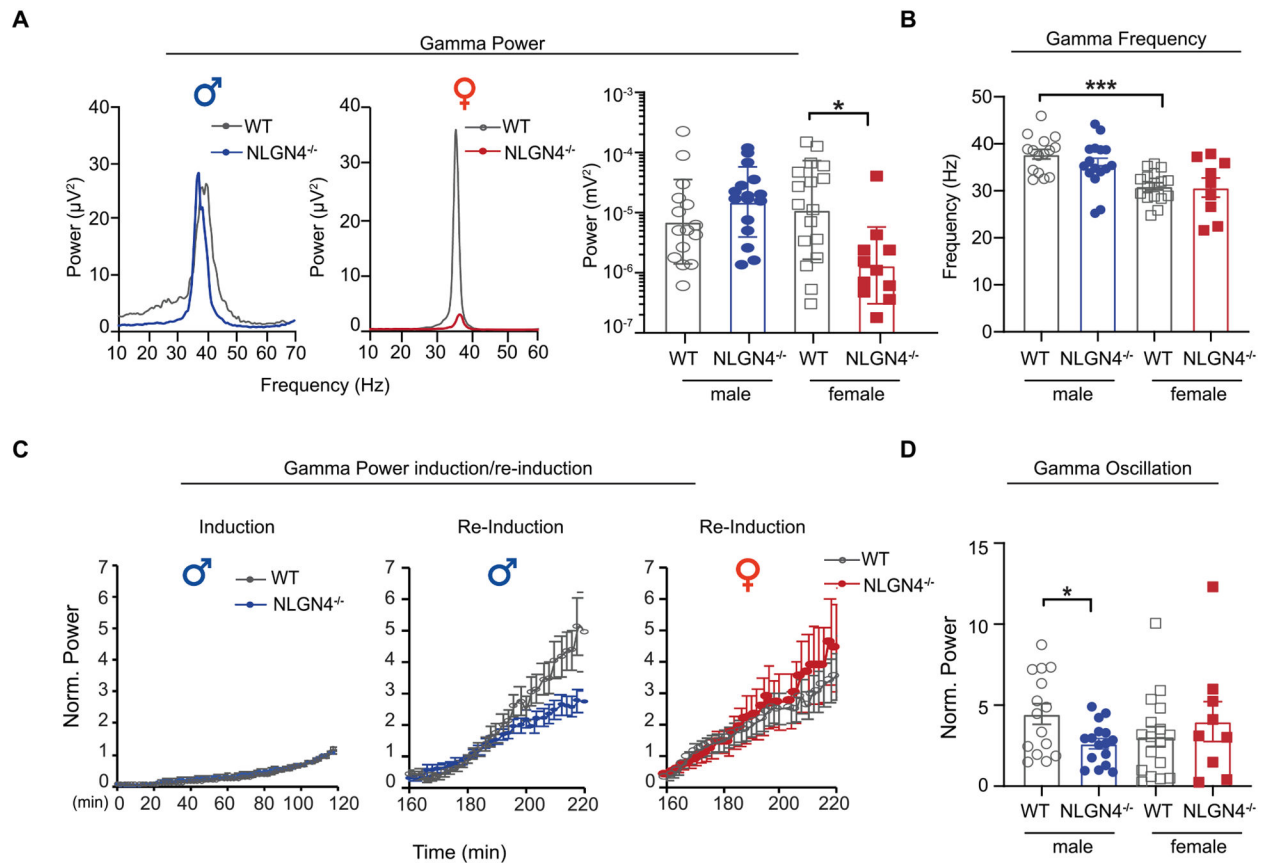 A
Gamma Power
♂
♀
WT
NLGN4-/-
WT
NLGN4-/-
Power (µV²)
40
30
20
10
0
10 20 30 40 50 60 70
Power (µV²)
40
30
20
10
0
10 20 30 40 50 60
Frequency (Hz)
Power (mV²)
10-3
10-4
10-5
10-6
10-7
*
WT NLGN4-/- WT NLGN4-/-
male female
B
Gamma Frequency
Frequency (Hz)
50
40
30
20
10
0
***
WT NLGN4-/- WT NLGN4-/-
male female
C
Gamma Power induction/re-induction
Induction
Re-Induction
Re-Induction
♂
♂
♀
WT
NLGN4-/-
WT
NLGN4-/-
Norm. Power
7
6
5
4
3
2
1
0
(min) 0 20 40 60 80 100 120
7
6
5
4
3
2
1
0
160 180 200 220
7
6
5
4
3
2
1
0
160 180 200 220
Time (min)
D
Gamma Oscillation
Norm. Power
15
10
5
0
*
WT NLGN4-/- WT NLGN4-/-
male female